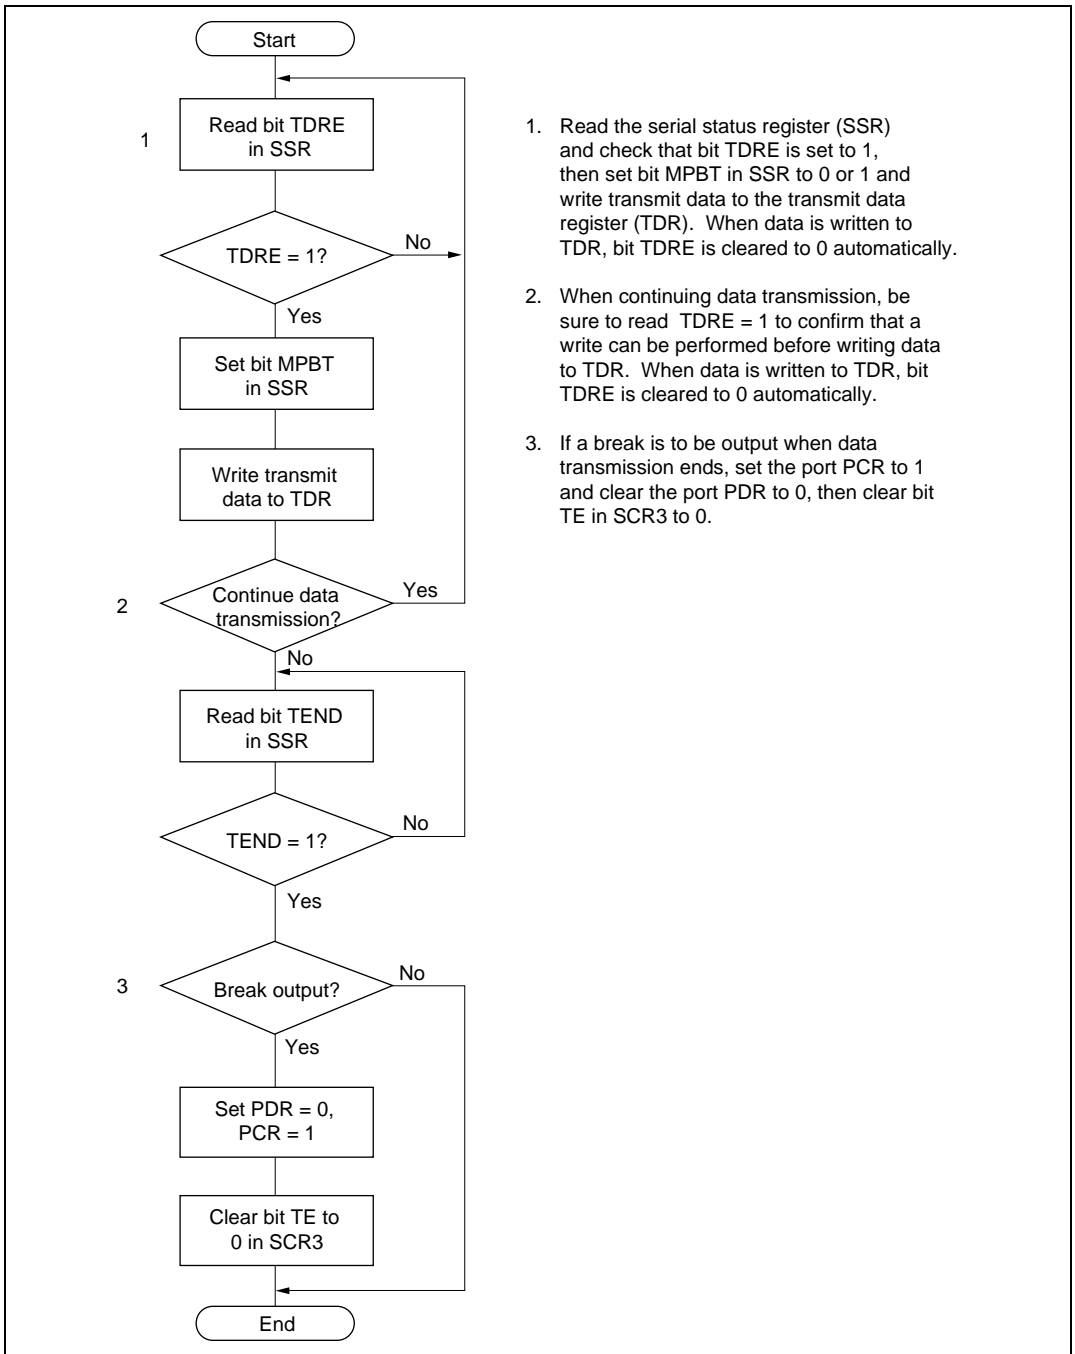 Start
1
Read bit TDRE
in SSR
TDRE = 1?
No
Yes
Set bit MPBT
in SSR
Write transmit
data to TDR
2
Continue data
transmission?
Yes
No
Read bit TEND
in SSR
TEND = 1?
No
Yes
3
Break output?
No
Yes
Set PDR = 0,
PCR = 1
Clear bit TE to
0 in SCR3
End
1. Read the serial status register (SSR)
and check that bit TDRE is set to 1,
then set bit MPBT in SSR to 0 or 1 and
write transmit data to the transmit data
register (TDR). When data is written to
TDR, bit TDRE is cleared to 0 automatically.
2. When continuing data transmission, be
sure to read TDRE = 1 to confirm that a
write can be performed before writing data
to TDR. When data is written to TDR, bit
TDRE is cleared to 0 automatically.
3. If a break is to be output when data
transmission ends, set the port PCR to 1
and clear the port PDR to 0, then clear bit
TE in SCR3 to 0.